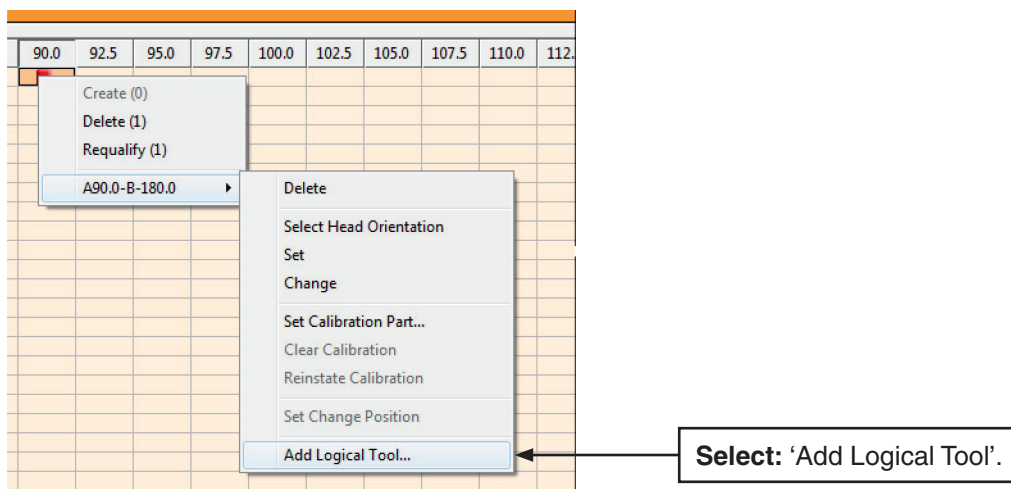 90.0 92.5 95.0 97.5 100.0 102.5 105.0 107.5 110.0 112.
Create (0)
Delete (1)
Requalify (1)
A90.0-B-180.0
Delete
Select Head Orientation
Set
Change
Set Calibration Part...
Clear Calibration
Reinstate Calibration
Set Change Position
Add Logical Tool...
Select: ‘Add Logical Tool’.